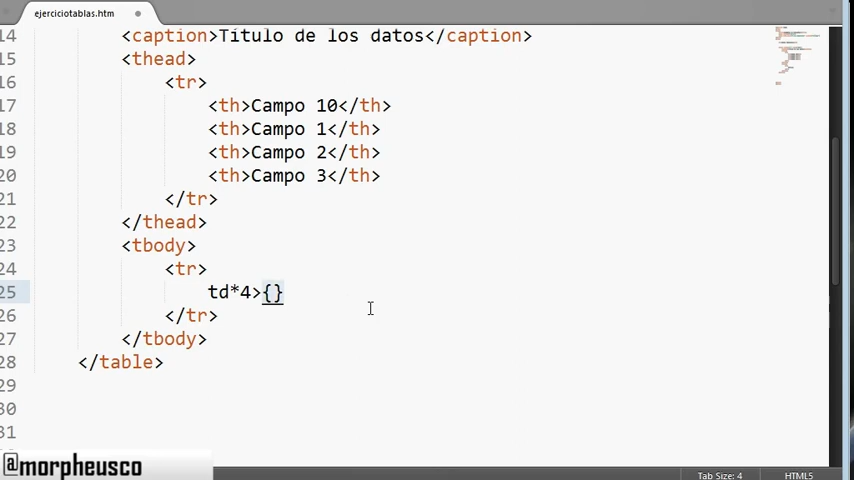 ejerciciotablas.htm
14 <caption>Título de los datos</caption>
15 <thead>
16 <tr>
17 <th>Campo 10</th>
18 <th>Campo 1</th>
19 <th>Campo 2</th>
20 <th>Campo 3</th>
21 </tr>
22 </thead>
23 <tbody>
24 <tr>
25 td*4>{}
26 </tr>
27 </tbody>
28 </table>
29
30
31
@morpheusco
Tab Size: 4 HTML5